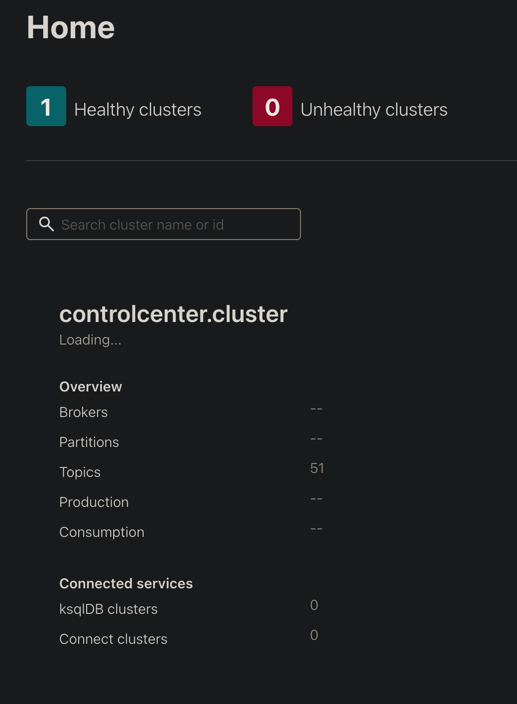 Home
1 Healthy clusters 0 Unhealthy clusters
Search cluster name or id
controlcenter.cluster
Loading...
Overview
Brokers --
Partitions --
Topics 51
Production --
Consumption --
Connected services
ksqlDB clusters 0
Connect clusters 0